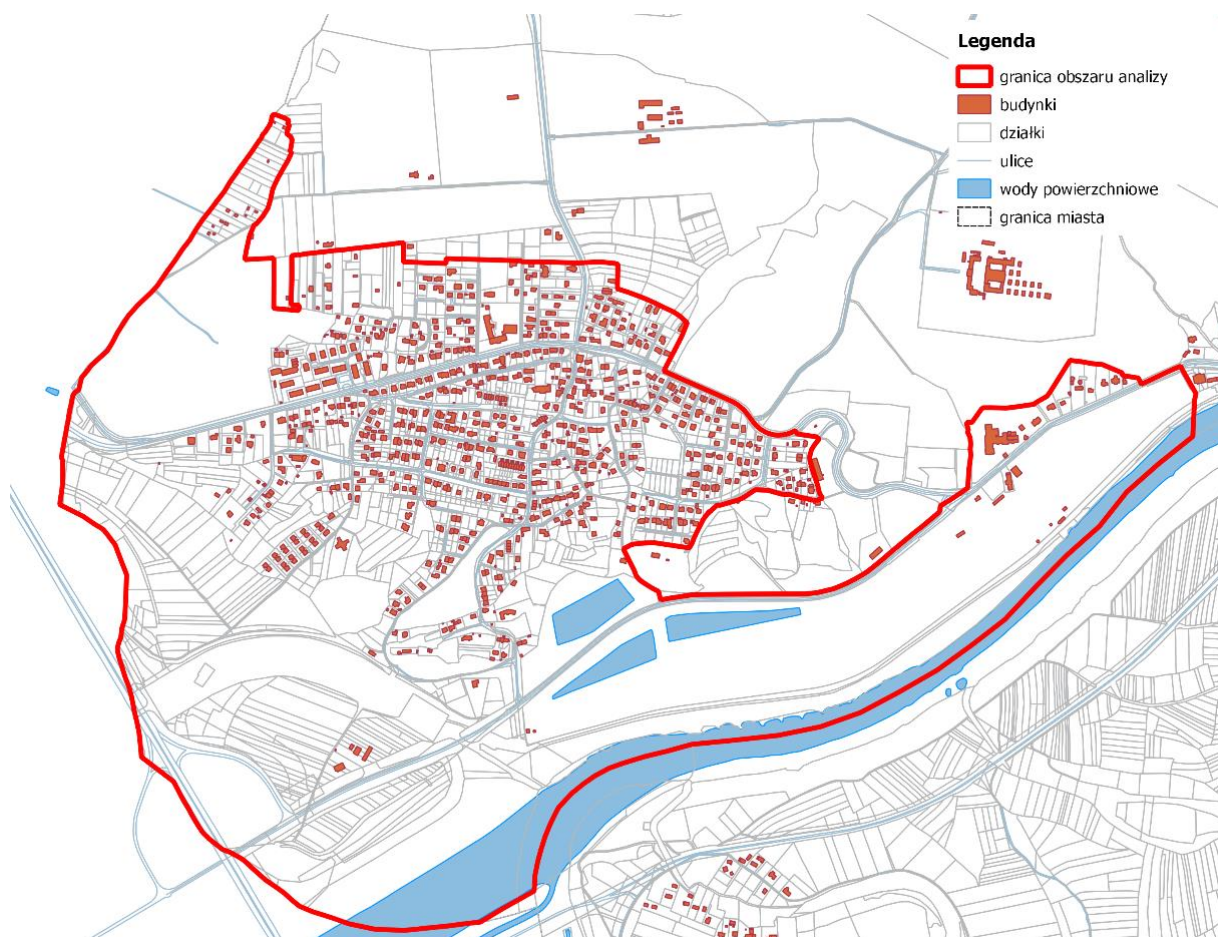 Legenda
granica obszaru analizy
budynki
działki
ulice
wody powierzchniowe
granica miasta